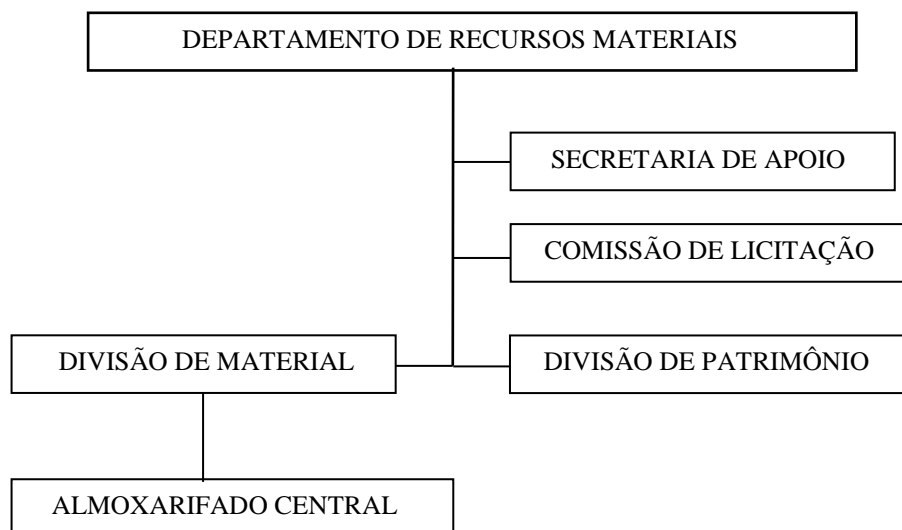 DEPARTAMENTO DE RECURSOS MATERIAIS
SECRETARIA DE APOIO
COMISSÃO DE LICITAÇÃO
DIVISÃO DE MATERIAL
DIVISÃO DE PATRIMÔNIO
ALMOXARIFADO CENTRAL